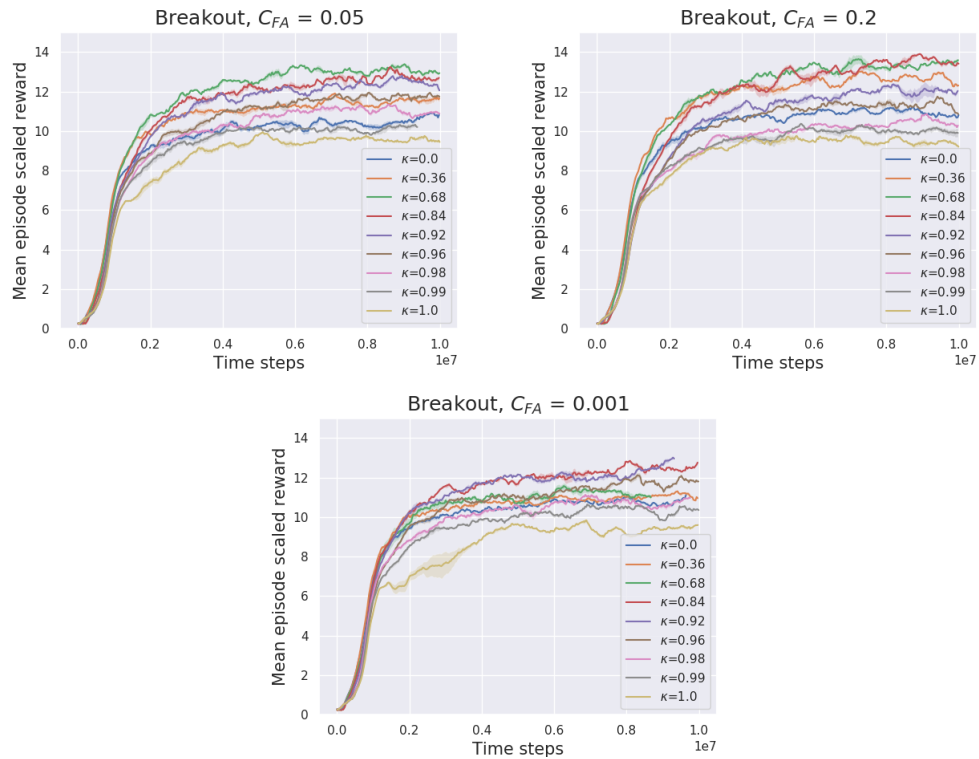 Breakout, C_FA = 0.05
Mean episode scaled reward
14
12
10
8
6
4
2
0
κ=0.0
κ=0.36
κ=0.68
κ=0.84
κ=0.92
κ=0.96
κ=0.98
κ=0.99
κ=1.0
0.0 0.2 0.4 0.6 0.8 1.0
1e7
Time steps
Breakout, C_FA = 0.2
Mean episode scaled reward
14
12
10
8
6
4
2
0
κ=0.0
κ=0.36
κ=0.68
κ=0.84
κ=0.92
κ=0.96
κ=0.98
κ=0.99
κ=1.0
0.0 0.2 0.4 0.6 0.8 1.0
1e7
Time steps
Breakout, C_FA = 0.001
Mean episode scaled reward
14
12
10
8
6
4
2
0
κ=0.0
κ=0.36
κ=0.68
κ=0.84
κ=0.92
κ=0.96
κ=0.98
κ=0.99
κ=1.0
0.0 0.2 0.4 0.6 0.8 1.0
1e7
Time steps